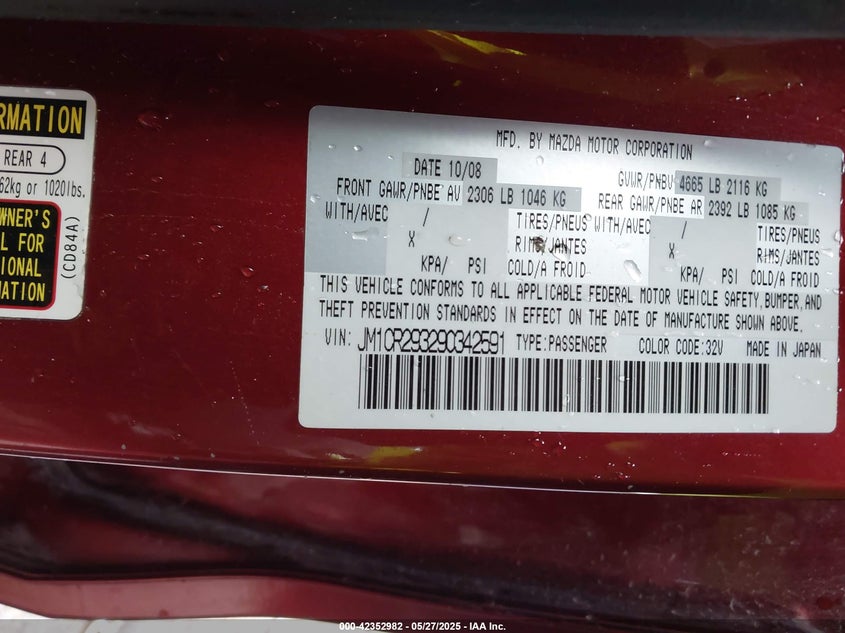 RMATION
REAR 4
62kg or 1020lbs.
WNER'S
L FOR
IONAL
MATION
(CD84A)
MFD. BY MAZDA MOTOR CORPORATION
DATE 10/08
GVWR/PNBV 4665 LB 2116 KG
FRONT GAWR/PNBE AV 2306 LB 1046 KG
REAR GAWR/PNBE AR 2392 LB 1085 KG
WITH/AVEC / TIRES/PNEUS WITH/AVEC / TIRES/PNEUS
X RIMS/JANTES X RIMS/JANTES
KPA/ PSI COLD/A FROID KPA/ PSI COLD/A FROID
THIS VEHICLE CONFORMS TO ALL APPLICABLE FEDERAL MOTOR VEHICLE SAFETY,BUMPER,AND
THEFT PREVENTION STANDARDS IN EFFECT ON THE DATE OF MANUFACTURE SHOWN ABOVE.
VIN: JM1CR293290342591 TYPE:PASSENGER COLOR CODE:32V MADE IN JAPAN
000-42352982 - 05/27/2025 - IAA Inc.